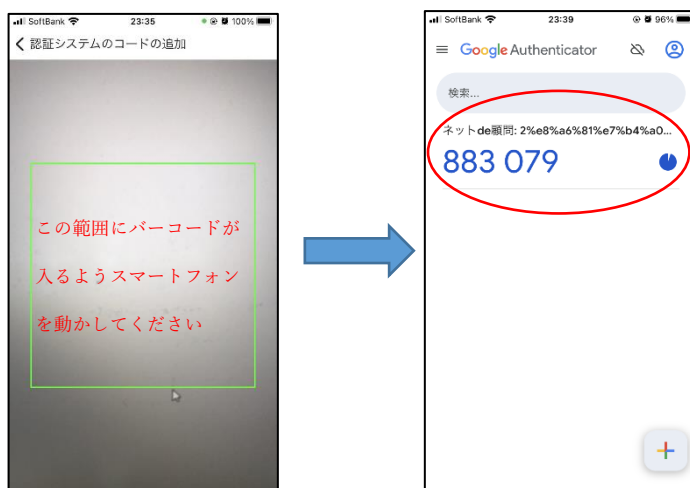 SoftBank 23:35 100%
認証システムのコードの追加
この範囲にバーコードが
入るようスマートフォン
を動かしてください
SoftBank 23:39 96%
Google Authenticator
検索...
ネットde顧問: 2%e8%a6%81%e7%b4%a0...
883 079